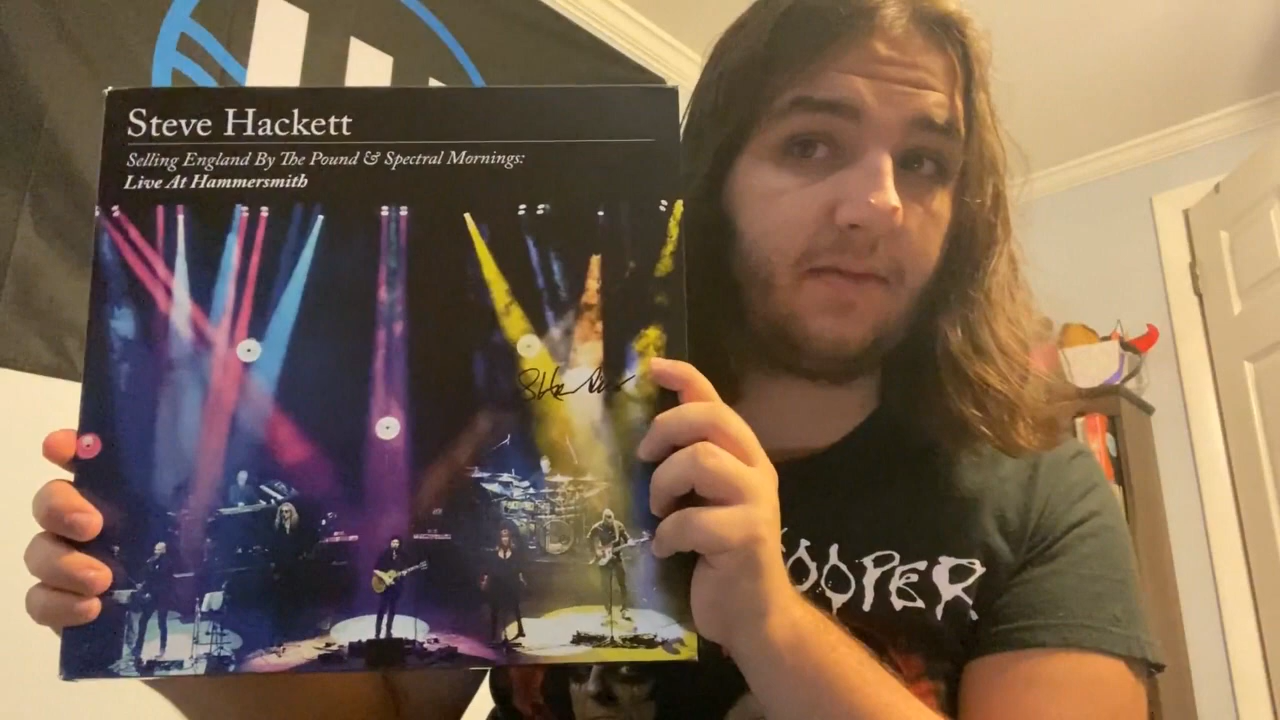 Steve Hackett
Selling England By The Pound & Spectral Mornings:
Live At Hammersmith
OOPER